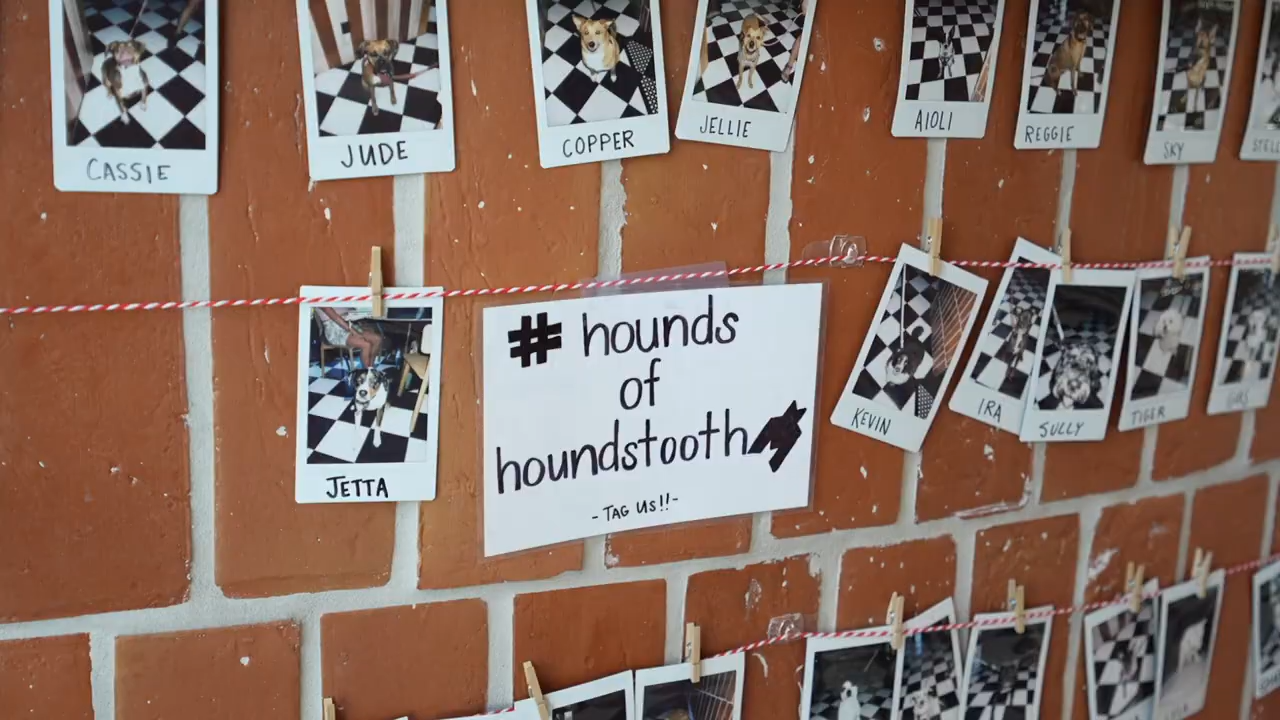 CASSIE
JUDE
COPPER
JELLIE
AIOLI
REGGIE
SKY
JETTA
# hounds
of
houndstooth
- TAG US!! -
KEVIN
IRA
SULLY
TIGER